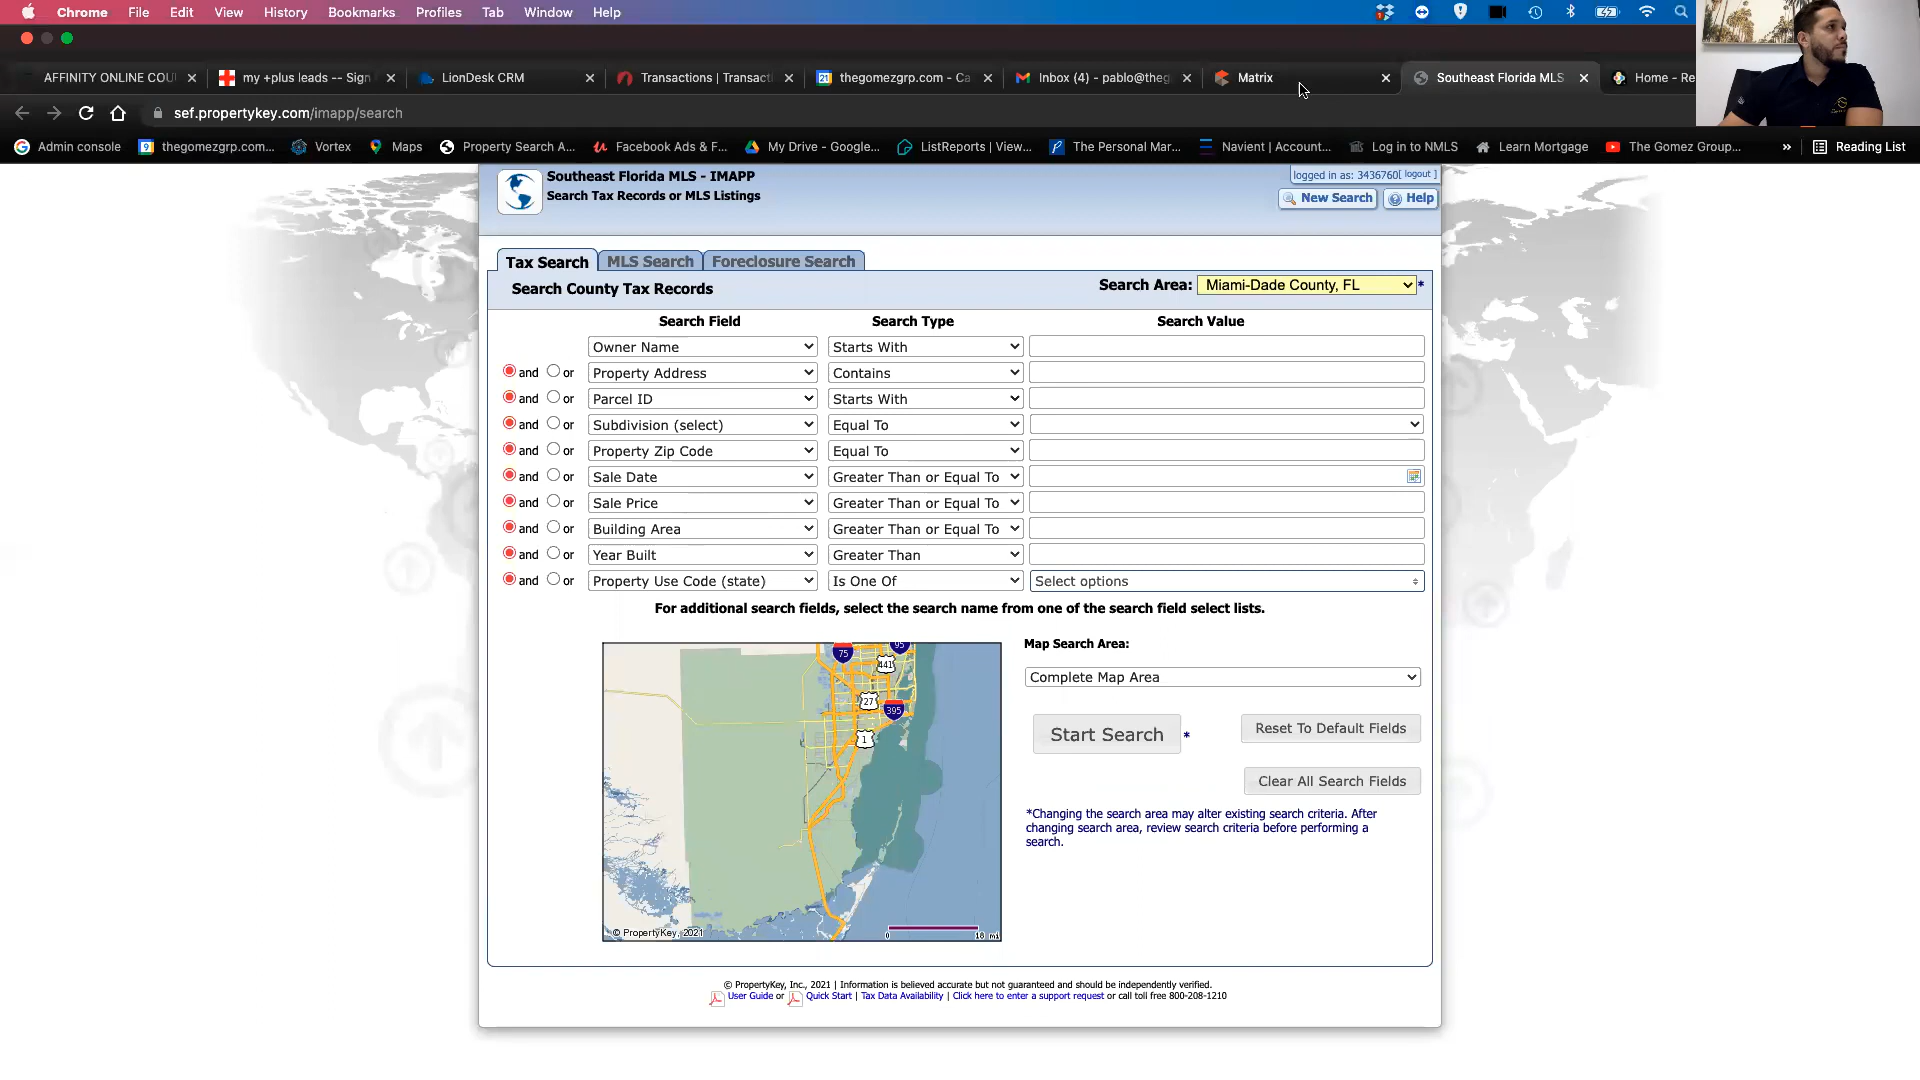 Chrome File Edit View History Bookmarks Profiles Tab Window Help
AFFINITY ONLINE COU my +plus leads -- Sign LionDesk CRM Transactions | Transact 21 thegomezgrp.com - Ca Inbox (4) - pablo@theg Matrix Southeast Florida MLS Home - Re
sef.propertykey.com/imapp/search
Admin console 9 thegomezgrp.com... Vortex Maps Property Search A... Facebook Ads & F... My Drive - Google... ListReports | View... The Personal Mar... Navient | Account... Log in to NMLS Learn Mortgage The Gomez Group... » Reading List
Southeast Florida MLS - IMAPP
logged in as: 3436760[ logout ]
Search Tax Records or MLS Listings
New Search Help
Tax Search MLS Search Foreclosure Search
Search County Tax Records Search Area: Miami-Dade County, FL *
Search Field Search Type Search Value
Owner Name Starts With
and or Property Address Contains
and or Parcel ID Starts With
and or Subdivision (select) Equal To
and or Property Zip Code Equal To
and or Sale Date Greater Than or Equal To
and or Sale Price Greater Than or Equal To
and or Building Area Greater Than or Equal To
and or Year Built Greater Than
and or Property Use Code (state) Is One Of Select options
For additional search fields, select the search name from one of the search field select lists.
75 95
441
27
395
1
© PropertyKey, 2021
0 10 mi
Map Search Area:
Complete Map Area
Start Search * Reset To Default Fields
Clear All Search Fields
*Changing the search area may alter existing search criteria. After
changing search area, review search criteria before performing a
search.
© PropertyKey, Inc., 2021 | Information is believed accurate but not guaranteed and should be independently verified.
User Guide or Quick Start | Tax Data Availability | Click here to enter a support request or call toll free 800-208-1210